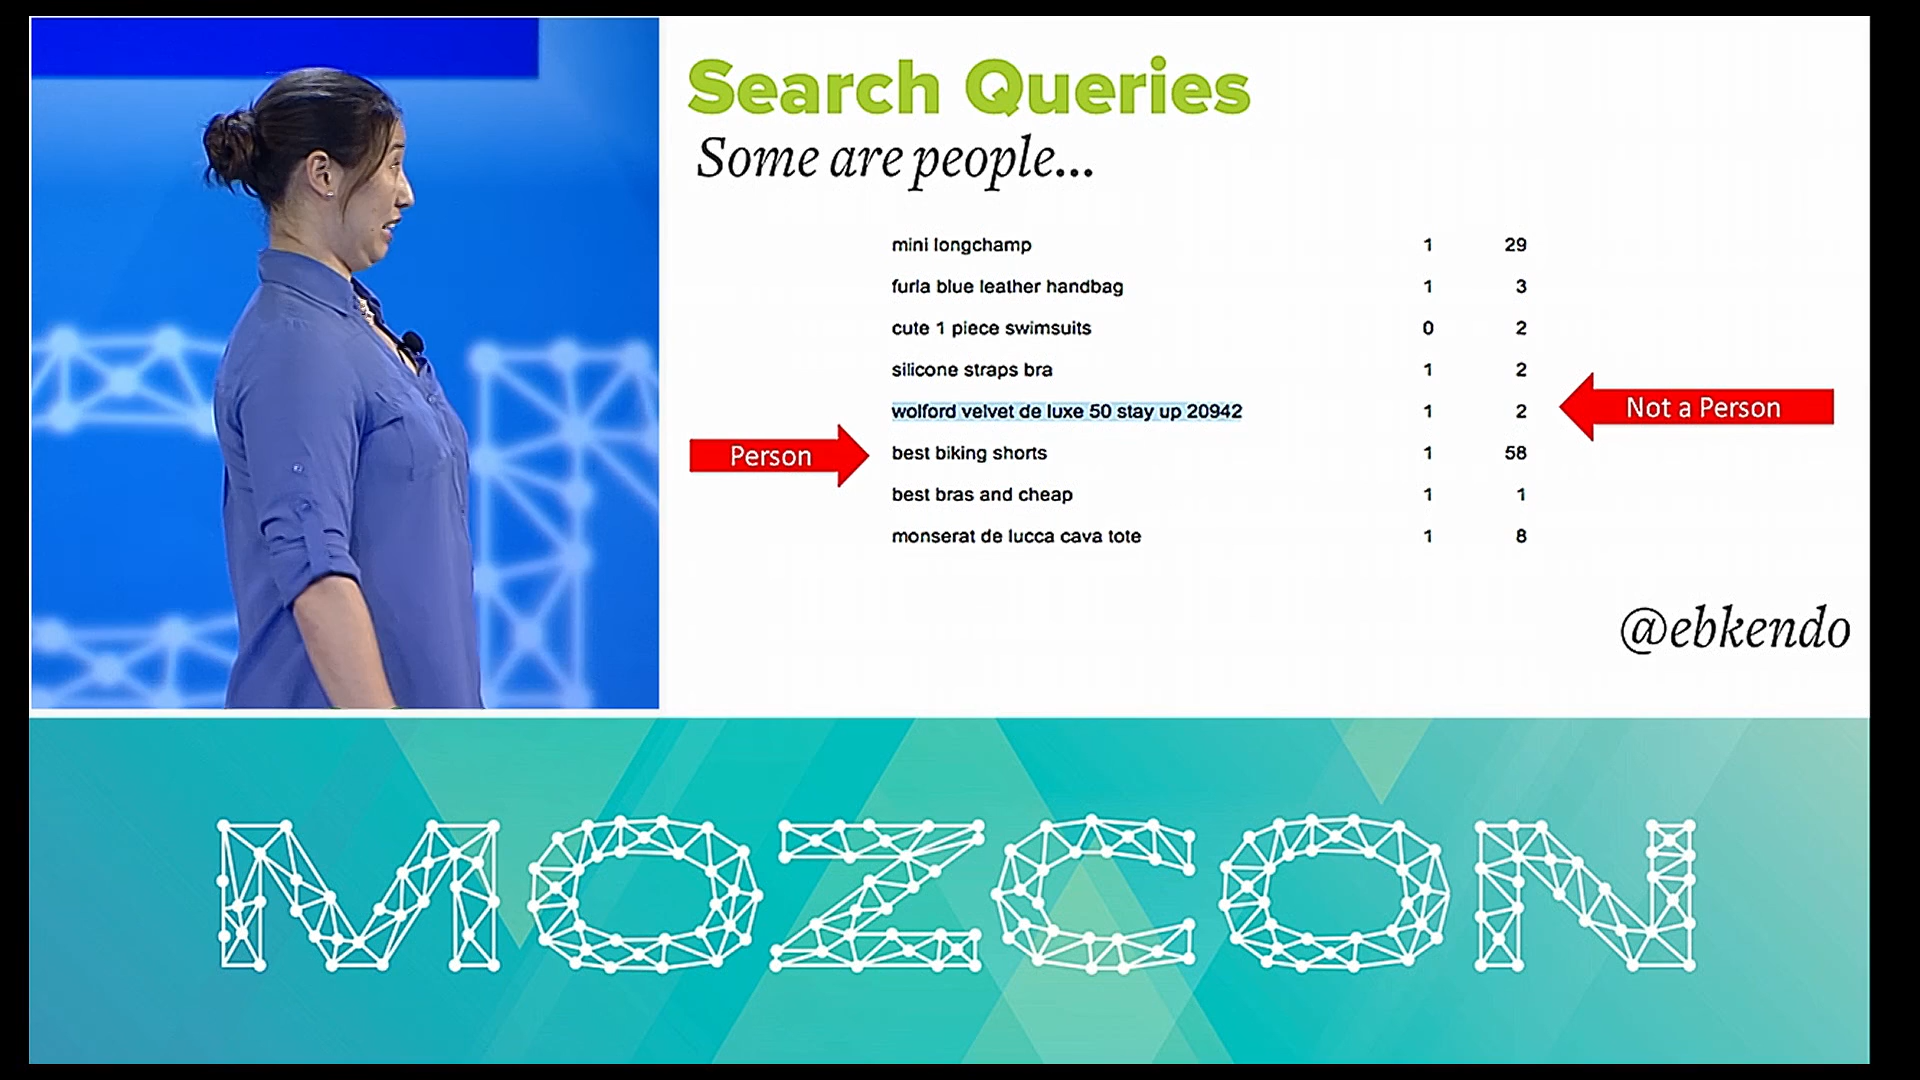 Search Queries
Some are people...
mini longchamp 1 29
furla blue leather handbag 1 3
cute 1 piece swimsuits 0 2
silicone straps bra 1 2
wolford velvet de luxe 50 stay up 20942 1 2
Not a Person
Person
best biking shorts 1 58
best bras and cheap 1 1
monserat de lucca cava tote 1 8
@ebkendo
MOZCON